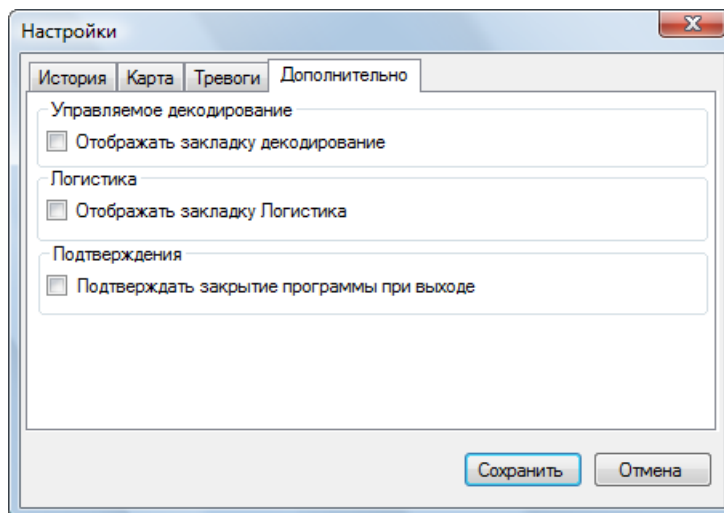 Настройки
История Карта Тревоги Дополнительно
Управляемое декодирование
Отображать закладку декодирование
Логистика
Отображать закладку Логистика
Подтверждения
Подтверждать закрытие программы при выходе
Сохранить Отмена